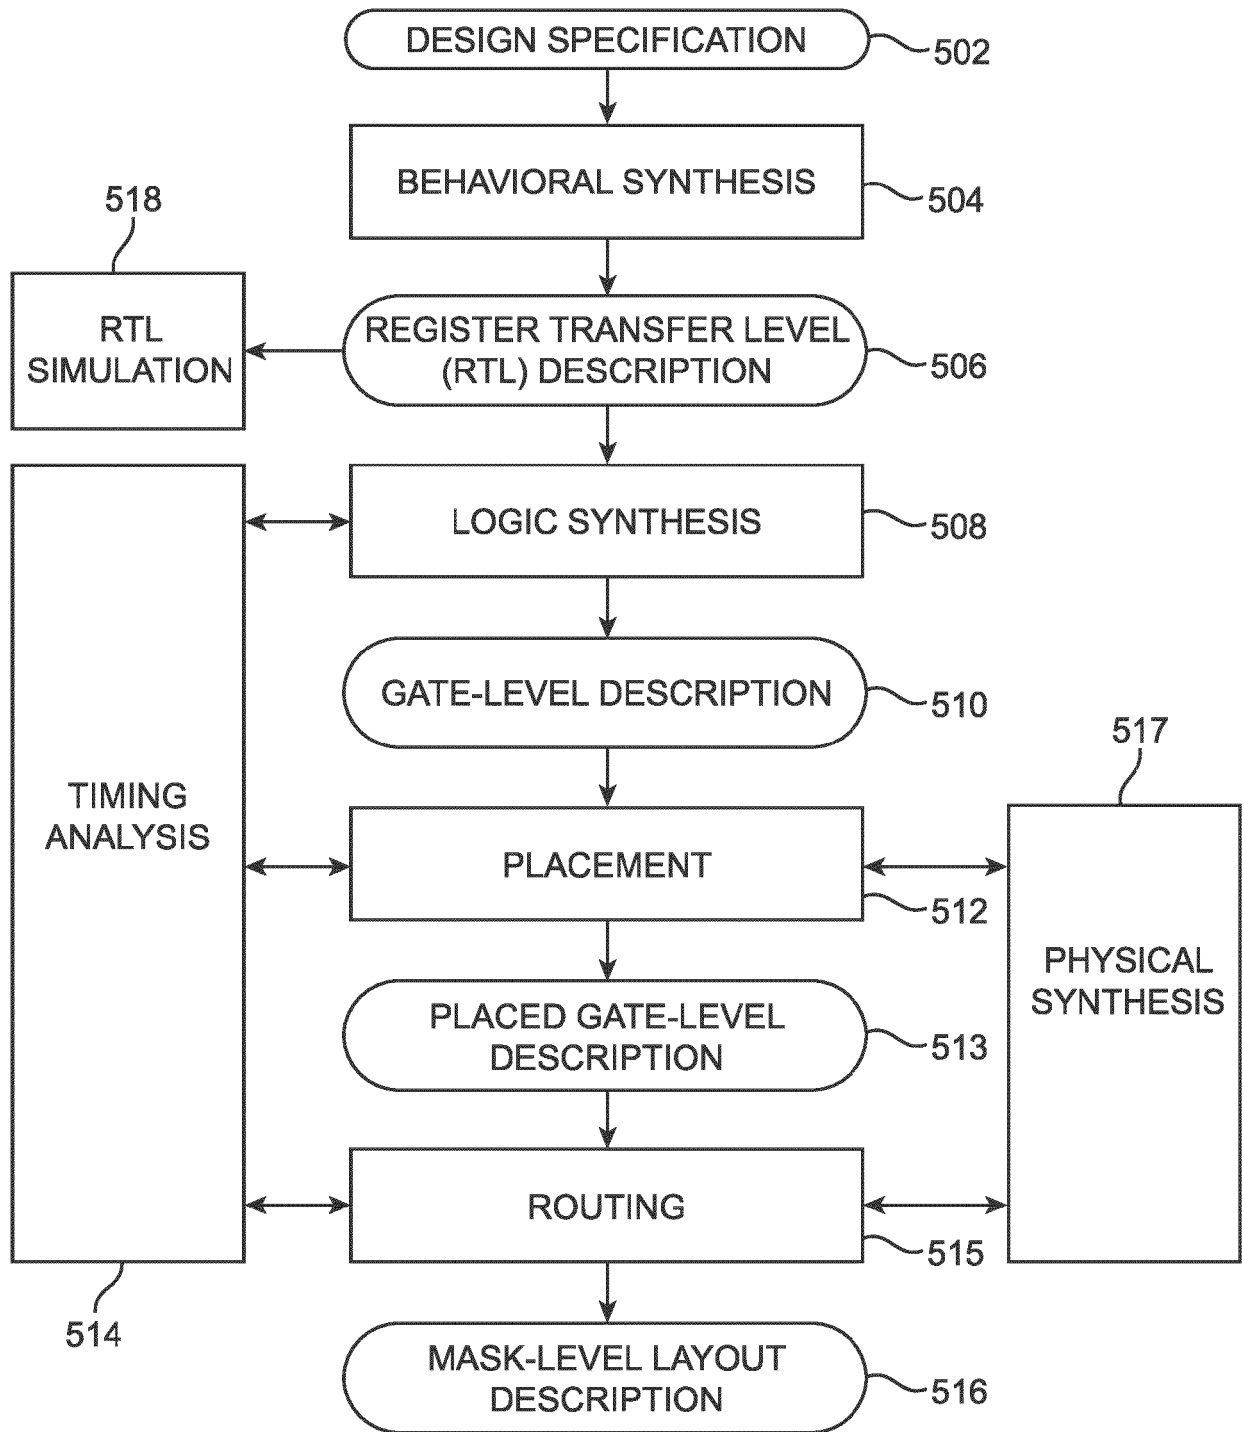 DESIGN SPECIFICATION
502
BEHAVIORAL SYNTHESIS
504
518
RTL
SIMULATION
REGISTER TRANSFER LEVEL
(RTL) DESCRIPTION
506
LOGIC SYNTHESIS
508
GATE-LEVEL DESCRIPTION
510
517
TIMING
ANALYSIS
PLACEMENT
512
PHYSICAL
SYNTHESIS
PLACED GATE-LEVEL
DESCRIPTION
513
ROUTING
515
514
MASK-LEVEL LAYOUT
DESCRIPTION
516